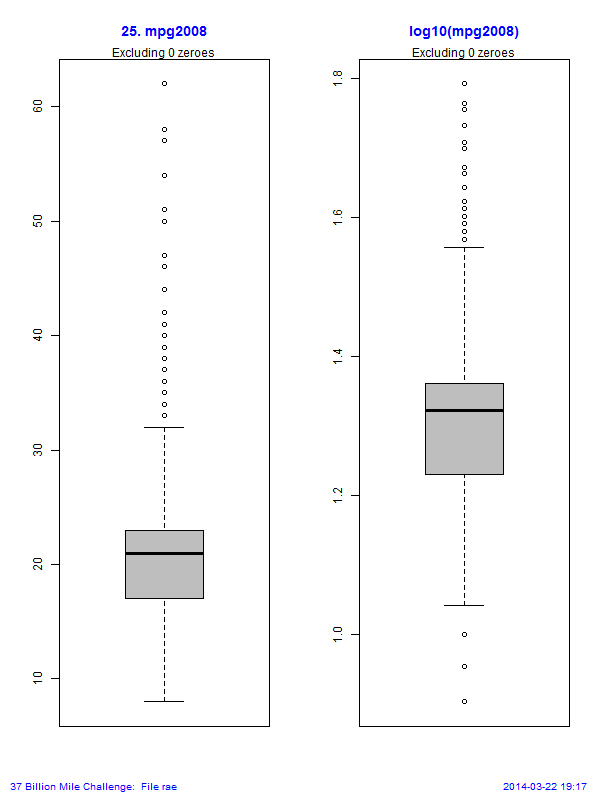 25. mpg2008
Excluding 0 zeroes
60
50
40
30
20
10
log10(mpg2008)
Excluding 0 zeroes
1.8
1.6
1.4
1.2
1.0
37 Billion Mile Challenge: File rae
2014-03-22 19:17